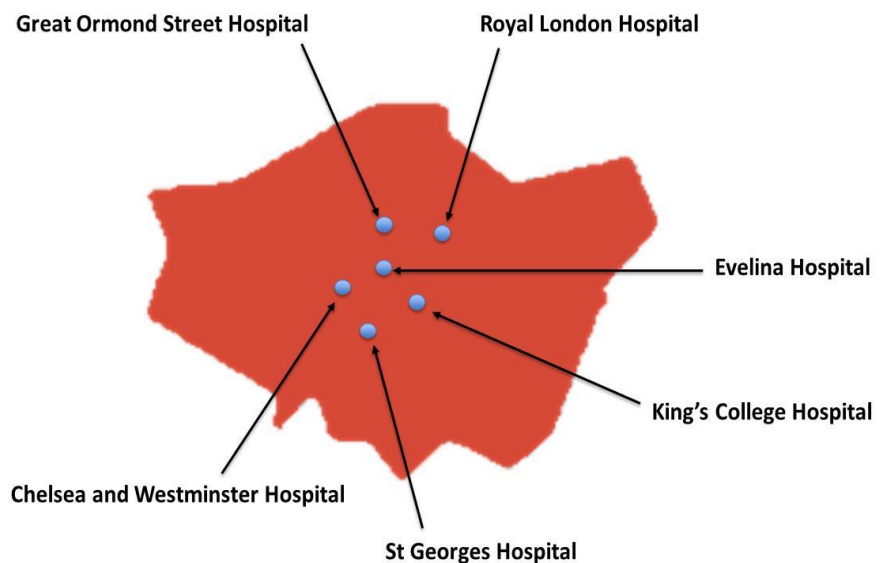 Great Ormond Street Hospital
Royal London Hospital
Evelina Hospital
King’s College Hospital
Chelsea and Westminster Hospital
St Georges Hospital